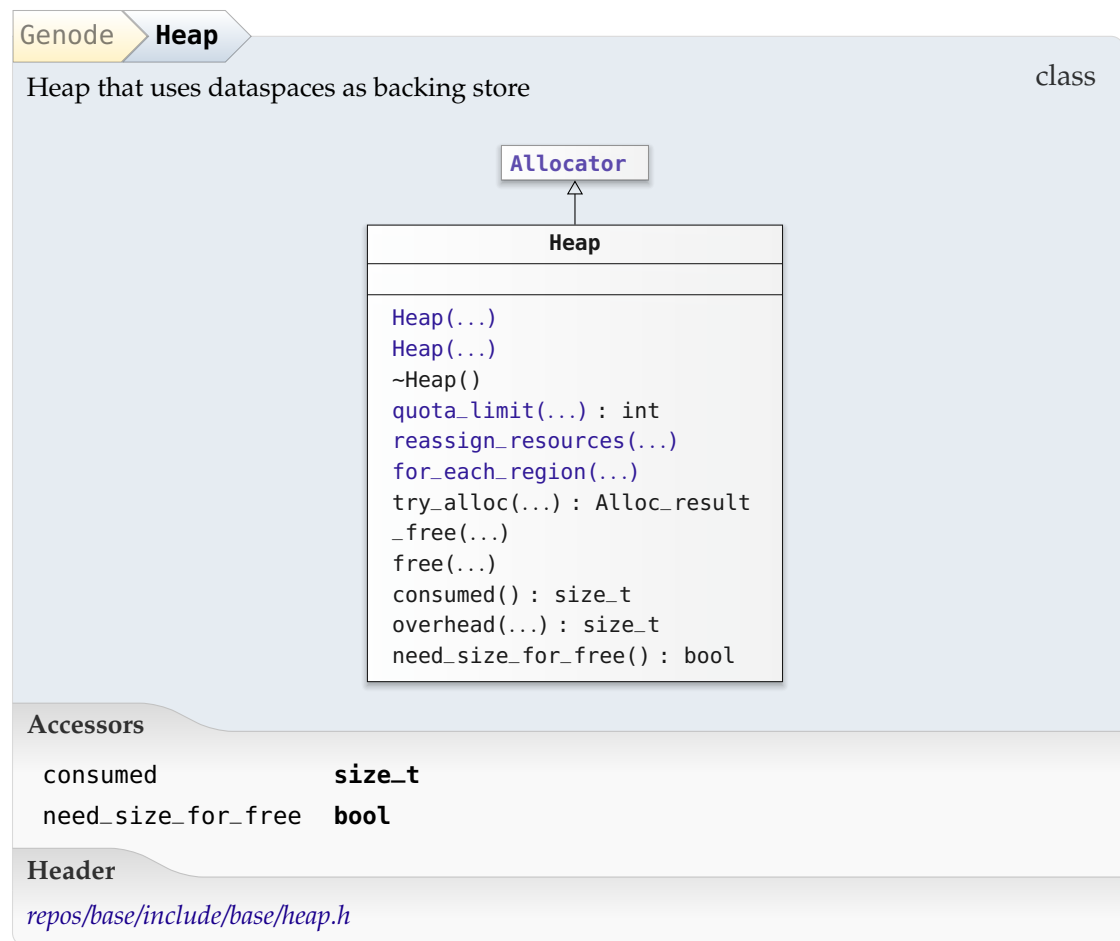 Genode Heap
class
Heap that uses dataspaces as backing store
Allocator
Heap
Heap(...)
Heap(...)
~Heap()
quota_limit(...) : int
reassign_resources(...)
for_each_region(...)
try_alloc(...) : Alloc_result
_free(...)
free(...)
consumed() : size_t
overhead(...) : size_t
need_size_for_free() : bool
Accessors
consumed size_t
need_size_for_free bool
Header
repos/base/include/base/heap.h